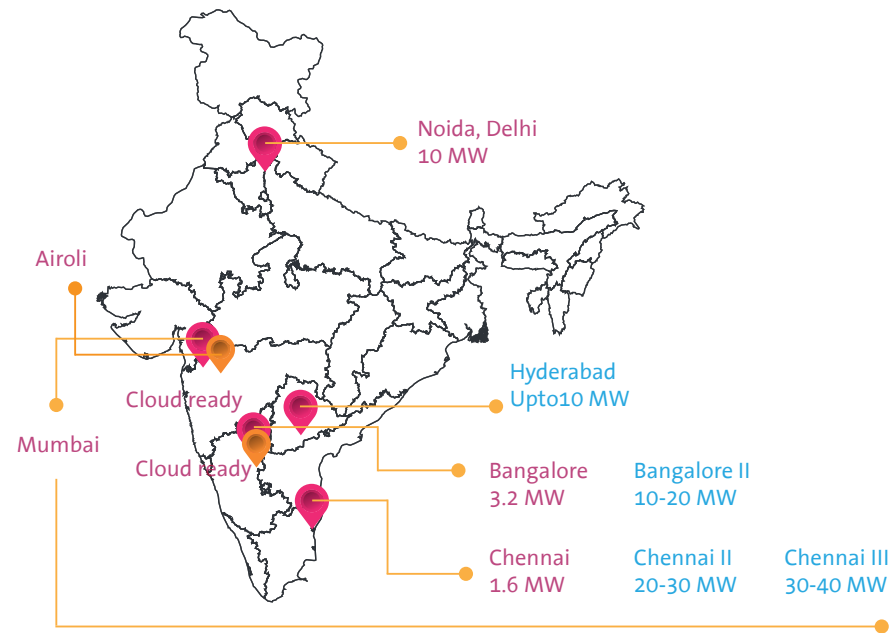 Noida, Delhi
10 MW
Airoli
Hyderabad
Upto10 MW
Cloud ready
Mumbai
Cloud ready
Bangalore
3.2 MW
Bangalore II
10-20 MW
Chennai
1.6 MW
Chennai II
20-30 MW
Chennai III
30-40 MW